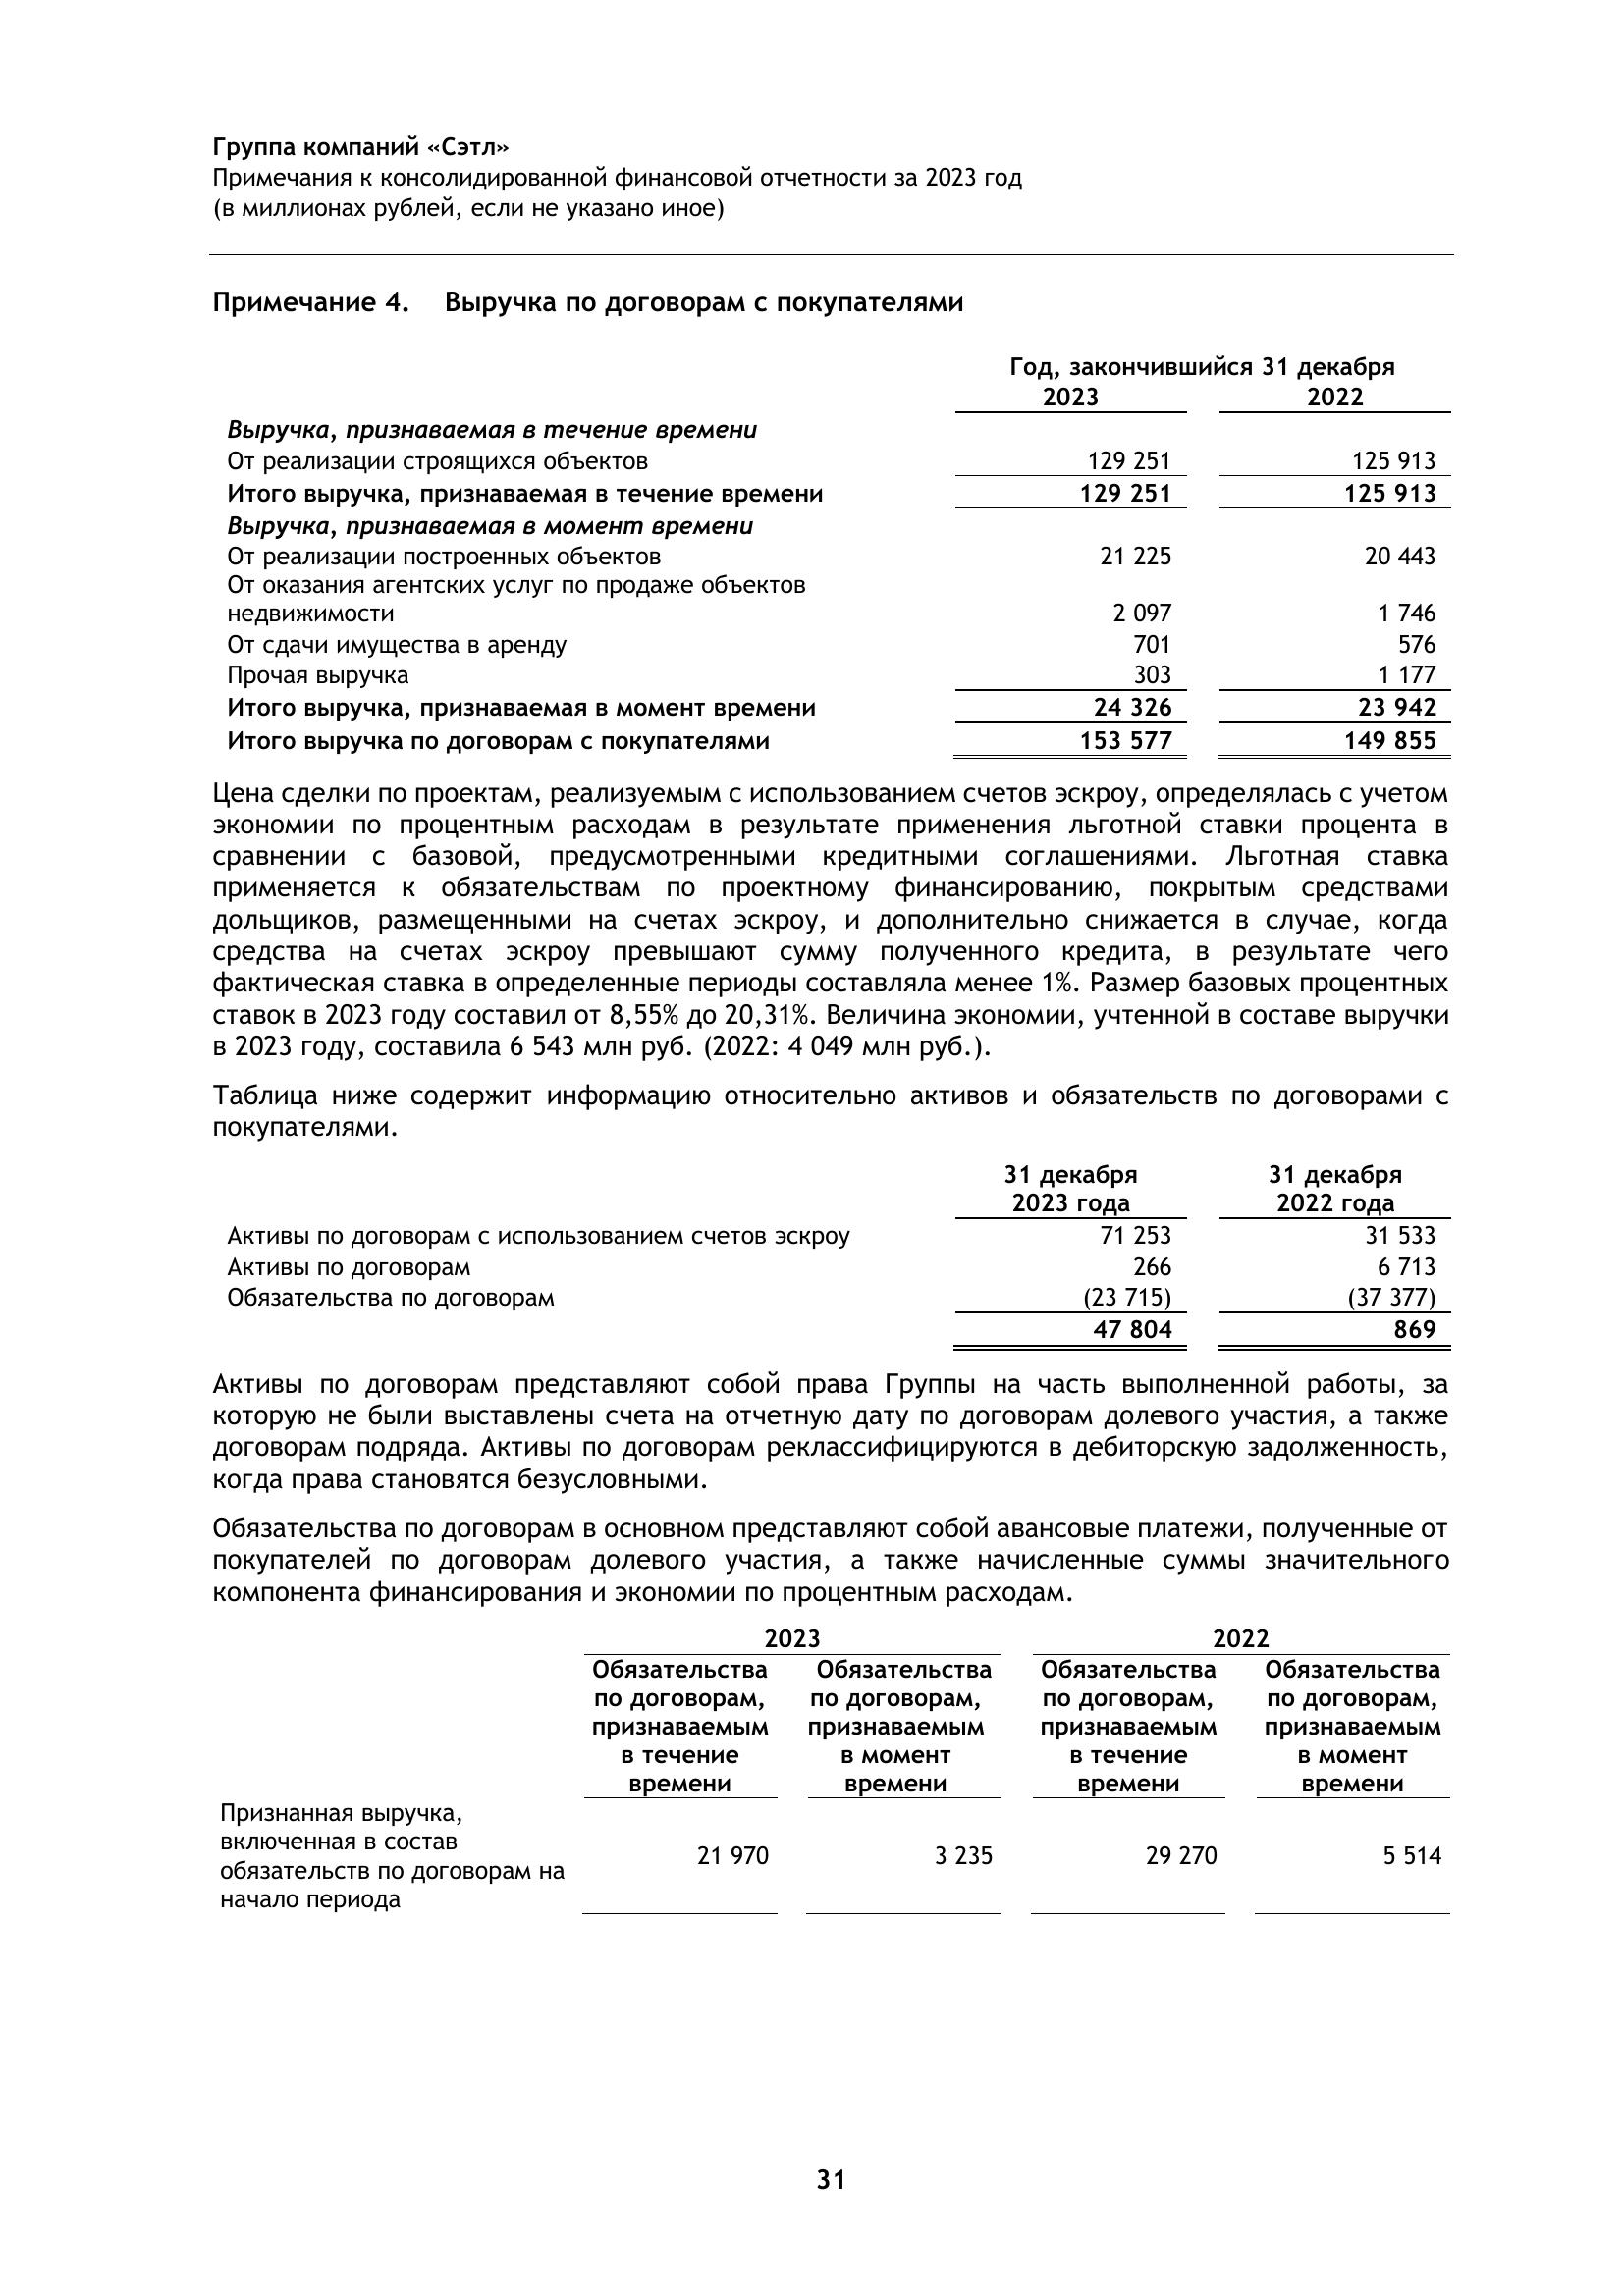 Группа компаний «Сэтл»
Примечания к консолидированной финансовой отчетности за 2023 год
(в миллионах рублей, если не указано иное)
Примечание 4. Выручка по договорам с покупателями
Год, закончившийся 31 декабря
2023 2022
Выручка, признаваемая в течение времени
От реализации строящихся объектов 129 251 125 913
Итого выручка, признаваемая в течение времени 129 251 125 913
Выручка, признаваемая в момент времени
От реализации построенных объектов 21 225 20 443
От оказания агентских услуг по продаже объектов
недвижимости 2 097 1 746
От сдачи имущества в аренду 701 576
Прочая выручка 303 1 177
Итого выручка, признаваемая в момент времени 24 326 23 942
Итого выручка по договорам с покупателями 153 577 149 855
Цена сделки по проектам, реализуемым с использованием счетов эскроу, определялась с учетом
экономии по процентным расходам в результате применения льготной ставки процента в
сравнении с базовой, предусмотренными кредитными соглашениями. Льготная ставка
применяется к обязательствам по проектному финансированию, покрытым средствами
дольщиков, размещенными на счетах эскроу, и дополнительно снижается в случае, когда
средства на счетах эскроу превышают сумму полученного кредита, в результате чего
фактическая ставка в определенные периоды составляла менее 1%. Размер базовых процентных
ставок в 2023 году составил от 8,55% до 20,31%. Величина экономии, учтенной в составе выручки
в 2023 году, составила 6 543 млн руб. (2022: 4 049 млн руб.).
Таблица ниже содержит информацию относительно активов и обязательств по договорами с
покупателями.
31 декабря 31 декабря
2023 года 2022 года
Активы по договорам с использованием счетов эскроу 71 253 31 533
Активы по договорам 266 6 713
Обязательства по договорам (23 715) (37 377)
47 804 869
Активы по договорам представляют собой права Группы на часть выполненной работы, за
которую не были выставлены счета на отчетную дату по договорам долевого участия, а также
договорам подряда. Активы по договорам реклассифицируются в дебиторскую задолженность,
когда права становятся безусловными.
Обязательства по договорам в основном представляют собой авансовые платежи, полученные от
покупателей по договорам долевого участия, а также начисленные суммы значительного
компонента финансирования и экономии по процентным расходам.
2023 2022
Обязательства Обязательства Обязательства Обязательства
по договорам, по договорам, по договорам, по договорам,
признаваемым признаваемым признаваемым признаваемым
в течение в момент в течение в момент
времени времени времени времени
Признанная выручка,
включенная в состав
обязательств по договорам на
начало периода 21 970 3 235 29 270 5 514
31